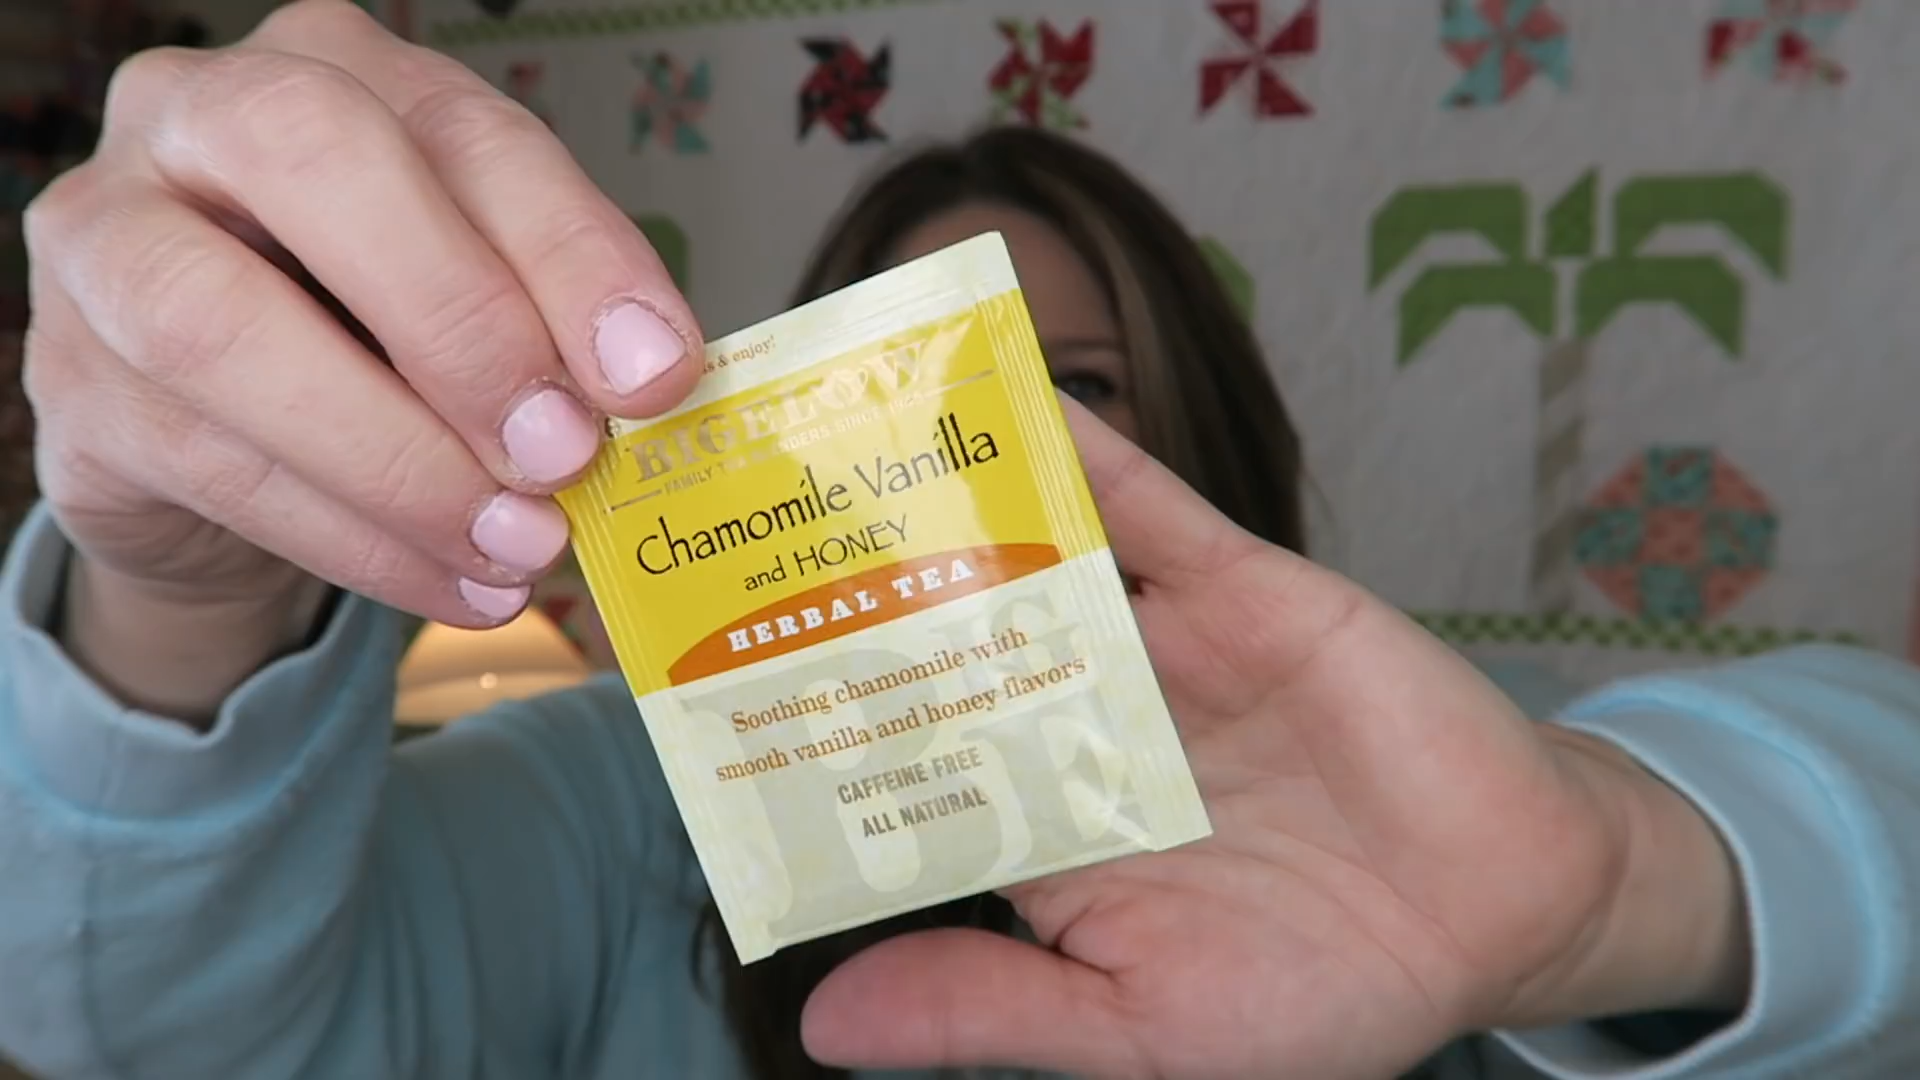 & enjoy!
BIGELOW
FAMILY TEA BLENDERS SINCE 1945
Chamomile Vanilla
and HONEY
HERBAL TEA
Soothing chamomile with
smooth vanilla and honey flavors
CAFFEINE FREE
ALL NATURAL